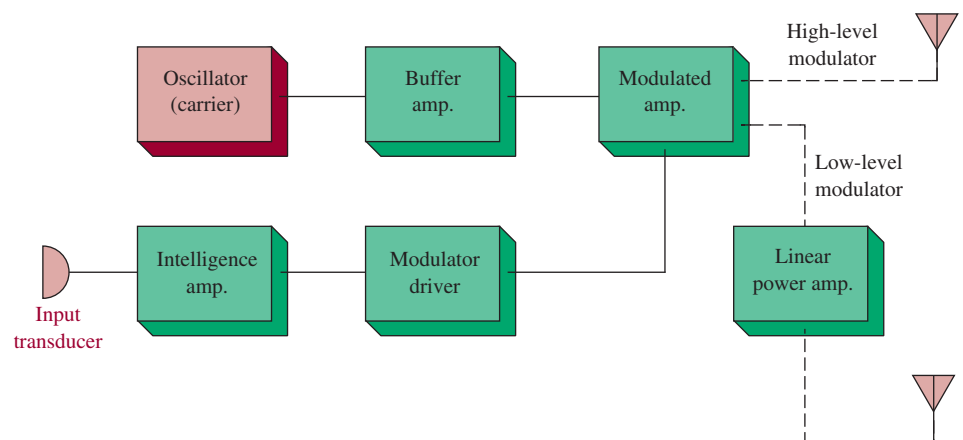 High-level
modulator
Oscillator
(carrier)
Buffer
amp.
Modulated
amp.
Low-level
modulator
Intelligence
amp.
Modulator
driver
Linear
power amp.
Input
transducer